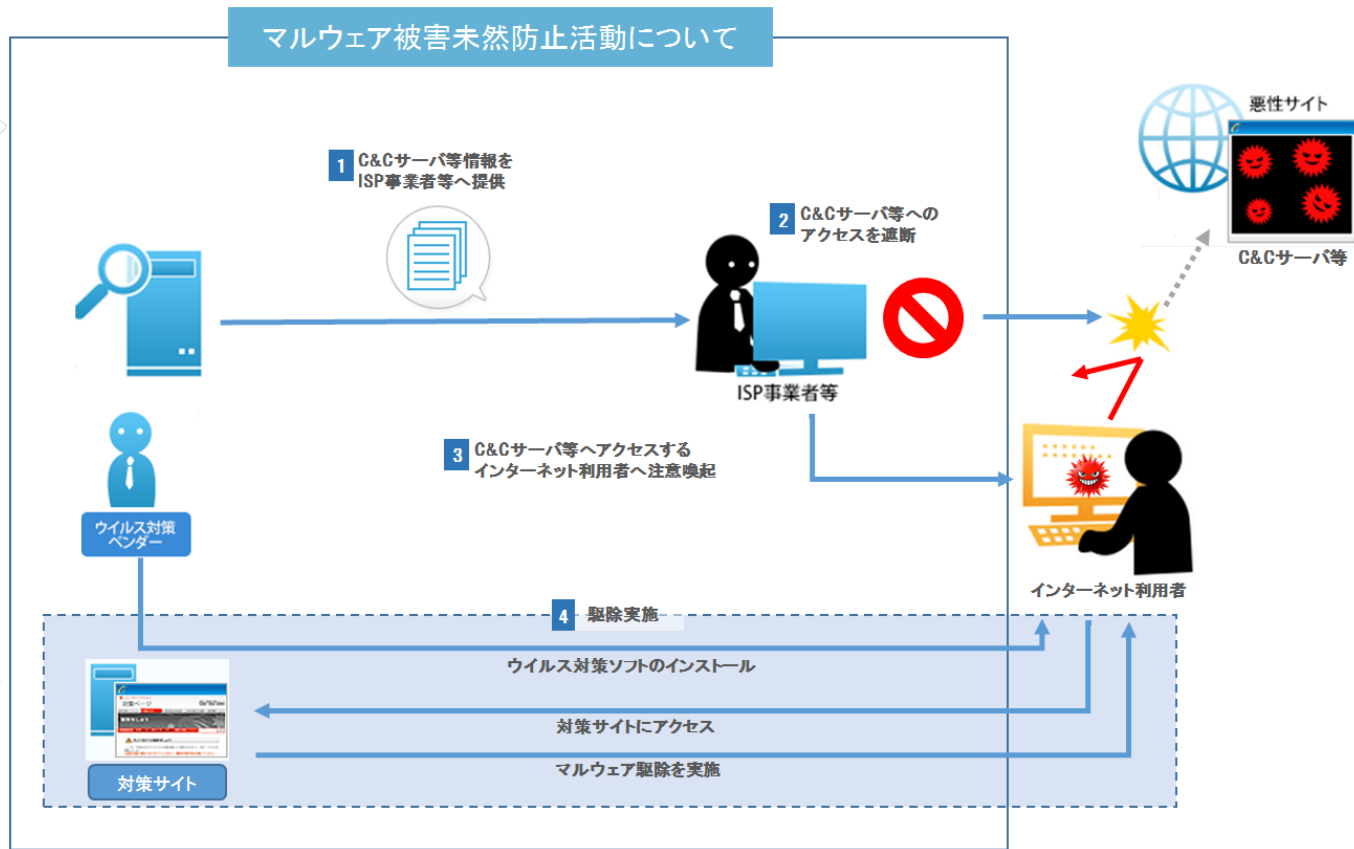 マルウェア被害未然防止活動について
悪性サイト
C&Cサーバ等
1 C&Cサーバ等情報を
ISP事業者等へ提供
2 C&Cサーバ等への
アクセスを遮断
ISP事業者等
3 C&Cサーバ等へアクセスする
インターネット利用者へ注意喚起
ウイルス対策
ベンダー
インターネット利用者
4 駆除実施
ウイルス対策ソフトのインストール
対策ページ
対策サイトにアクセス
マルウェア駆除を実施
対策サイト